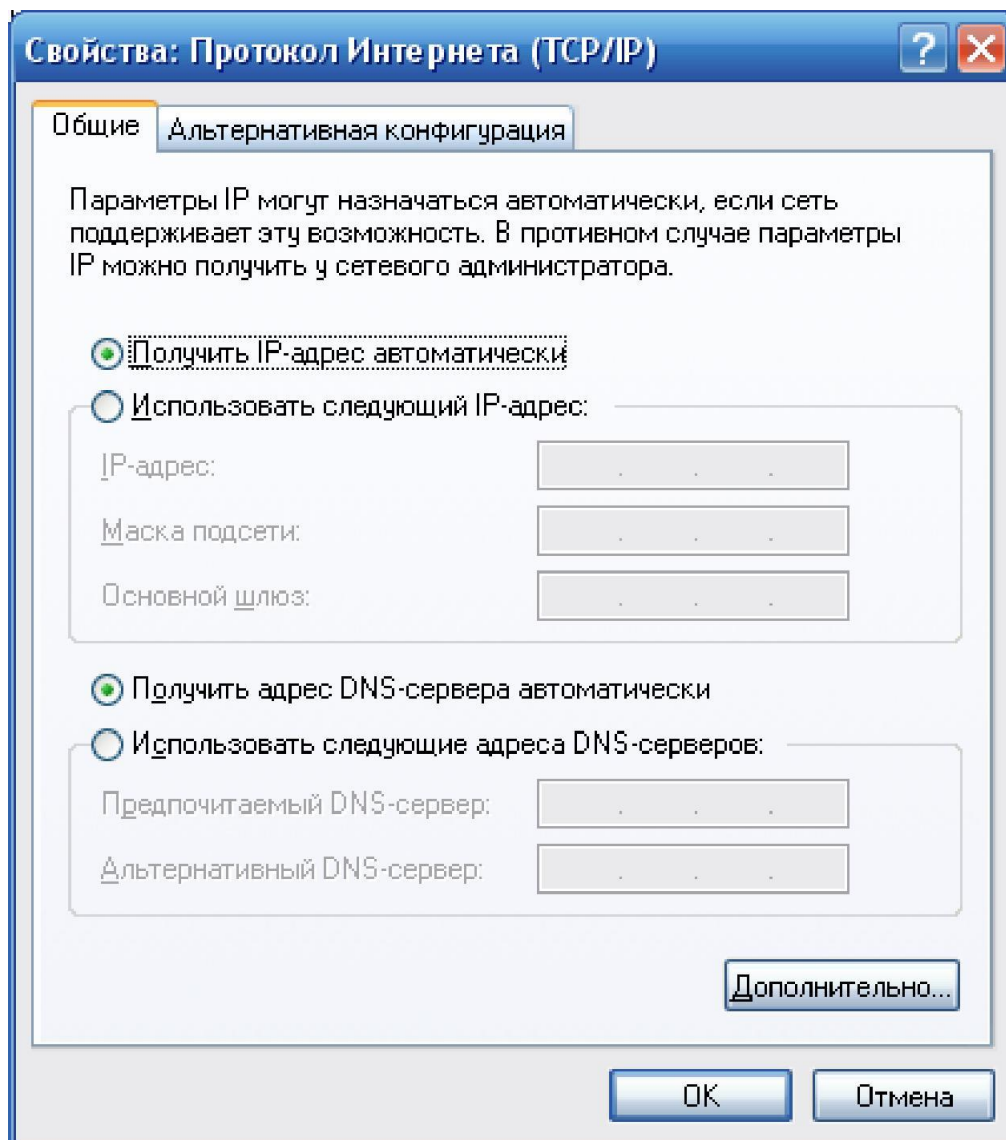 Свойства: Протокол Интернета (TCP/IP)
Общие
Альтернативная конфигурация
Параметры IP могут назначаться автоматически, если сеть
поддерживает эту возможность. В противном случае параметры
IP можно получить у сетевого администратора.
Получить IP-адрес автоматически
Использовать следующий IP-адрес:
IP-адрес:
Маска подсети:
Основной шлюз:
Получить адрес DNS-сервера автоматически
Использовать следующие адреса DNS-серверов:
Предпочитаемый DNS-сервер:
Альтернативный DNS-сервер:
Дополнительно...
OK
Отмена